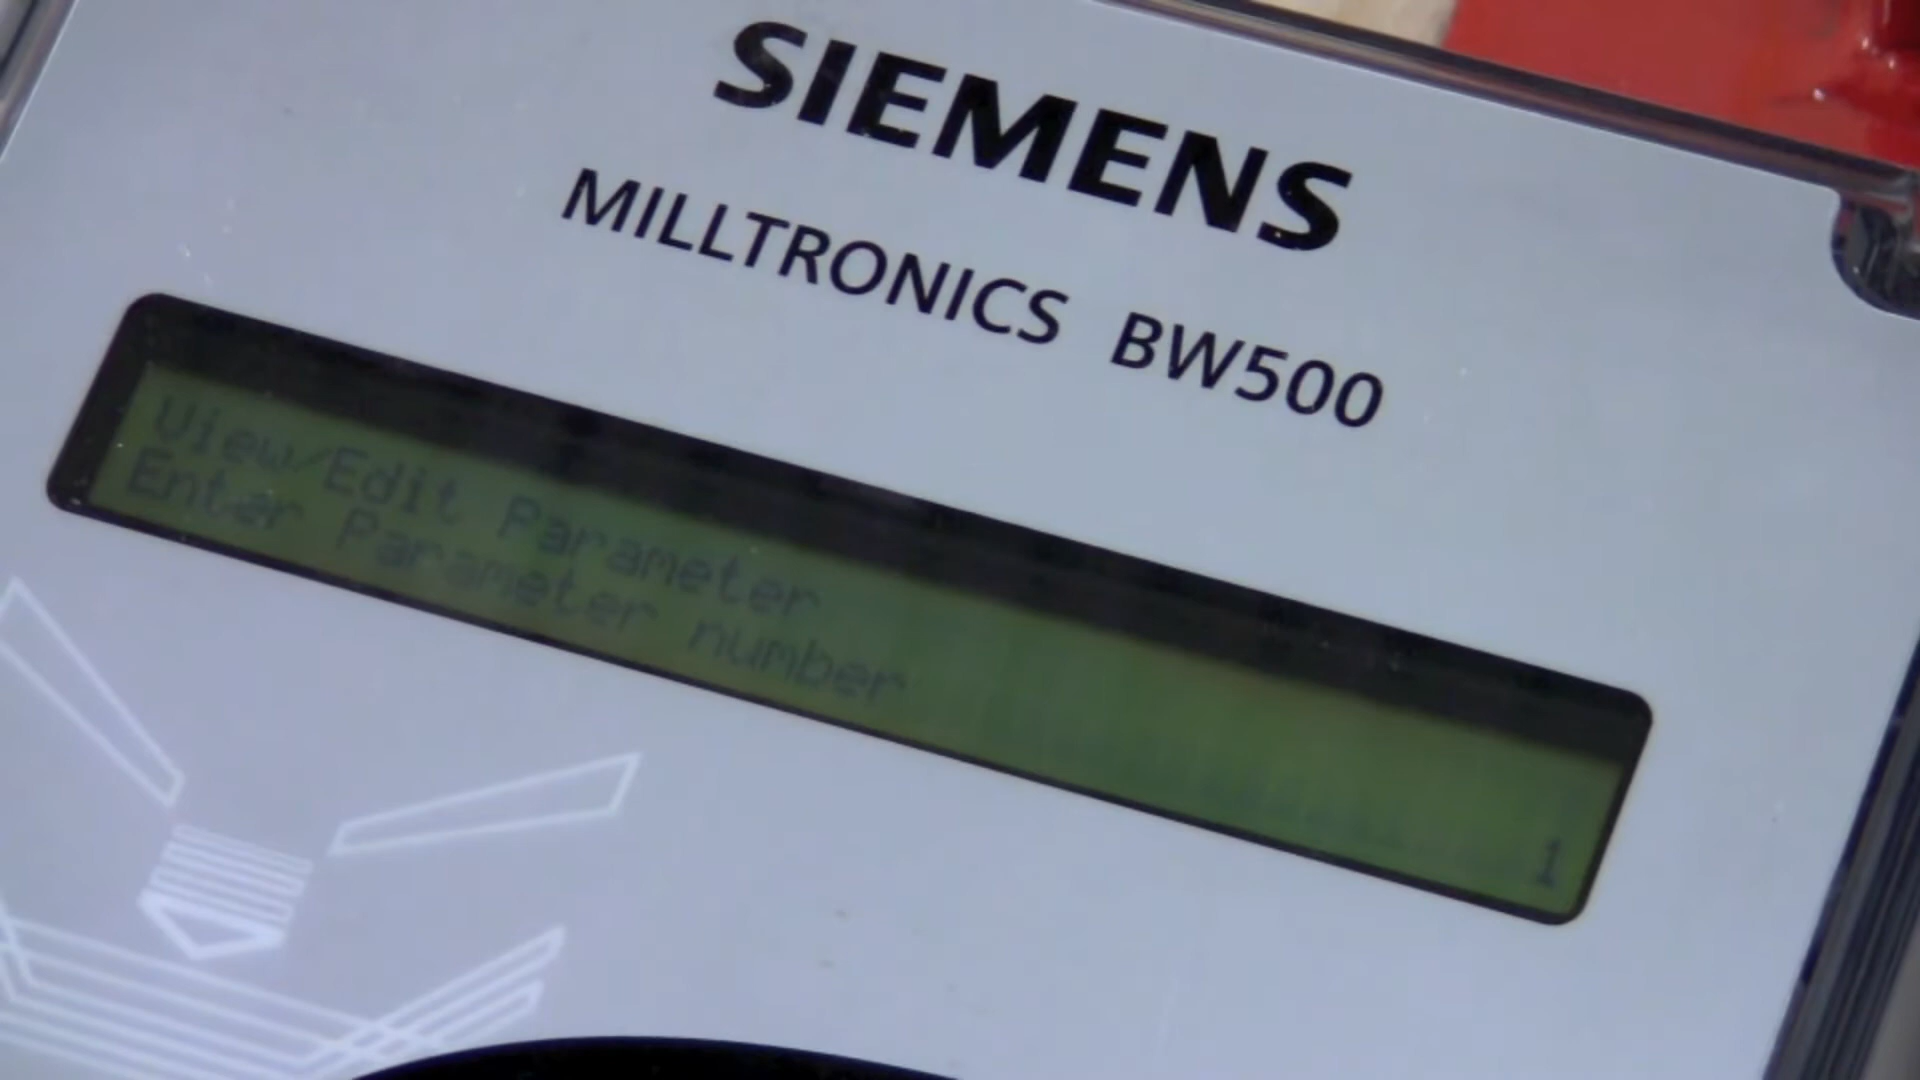 SIEMENS
MILLTRONICS BW500
View/Edit Parameter
Enter Parameter number
1